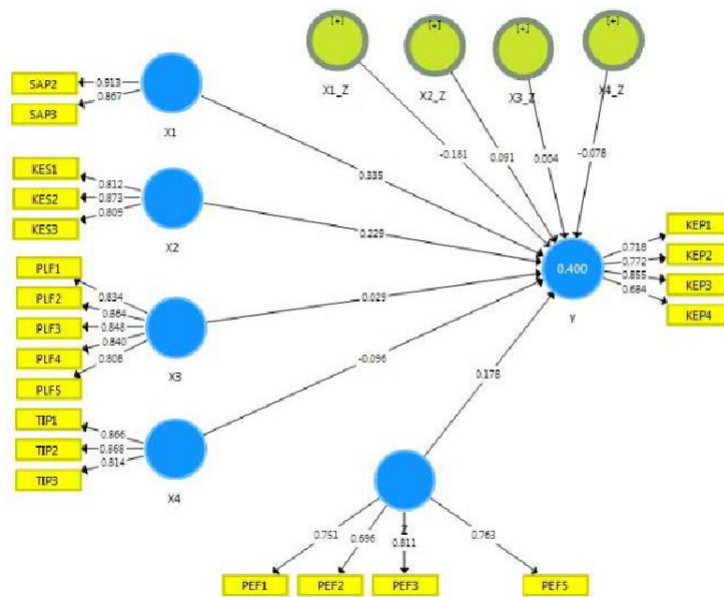 [+]
[+]
[+]
[+]
X1_Z
X2_Z
X3_Z
X4_Z
SAP2
SAP3
0.913
0.867
X1
KES1
KES2
KES3
0.812
0.873
0.809
X2
PLF1
PLF2
PLF3
PLF4
PLF5
0.834
0.864
0.848
0.840
0.808
X3
TIP1
TIP2
TIP3
0.866
0.868
0.814
X4
-0.181
0.091
0.004
-0.078
0.335
0.229
0.029
-0.096
0.178
0.400
Y
0.718
0.772
0.855
0.684
KEP1
KEP2
KEP3
KEP4
Z
0.751
0.696
0.811
0.763
PEF1
PEF2
PEF3
PEF5